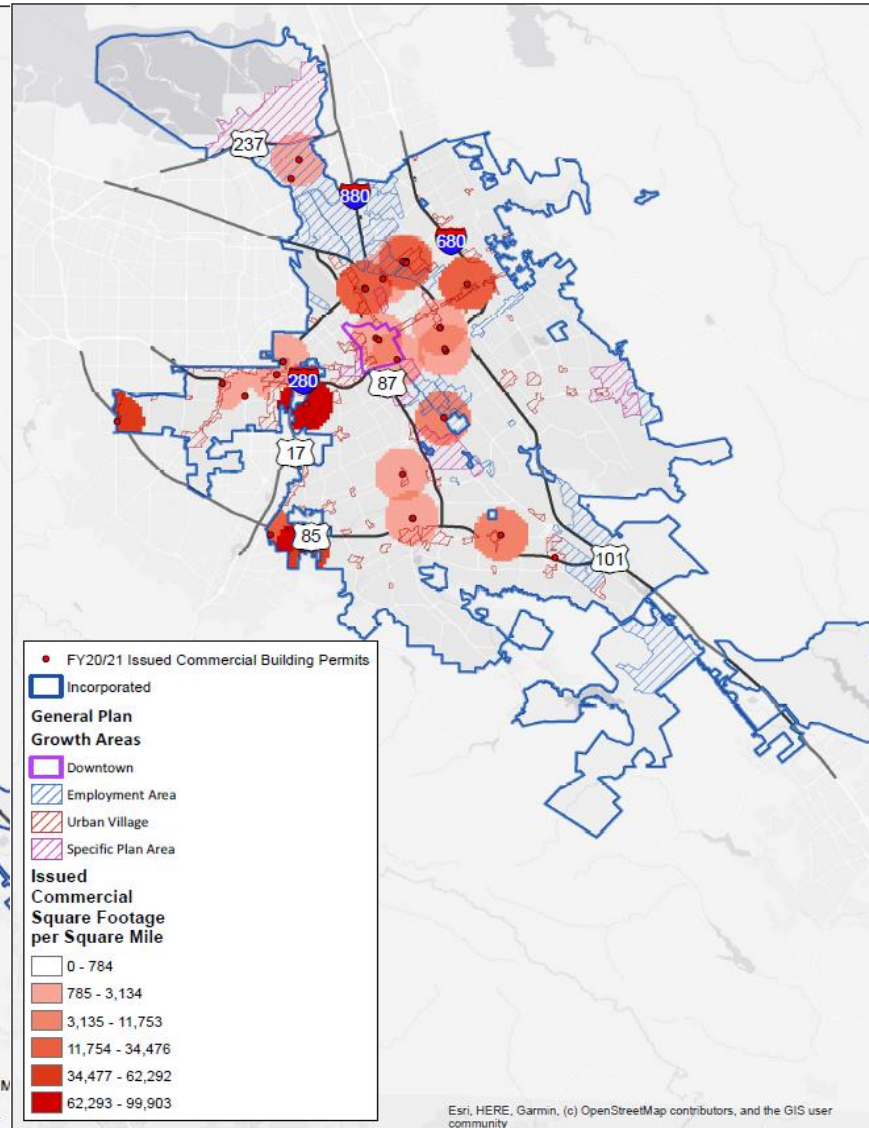 237
880
680
280
87
17
85
101
FY20/21 Issued Commercial Building Permits
Incorporated
General Plan
Growth Areas
Downtown
Employment Area
Urban Village
Specific Plan Area
Issued
Commercial
Square Footage
per Square Mile
0 - 784
785 - 3,134
3,135 - 11,753
11,754 - 34,476
34,477 - 62,292
62,293 - 99,903
M
Esri, HERE, Garmin, (c) OpenStreetMap contributors, and the GIS user
community